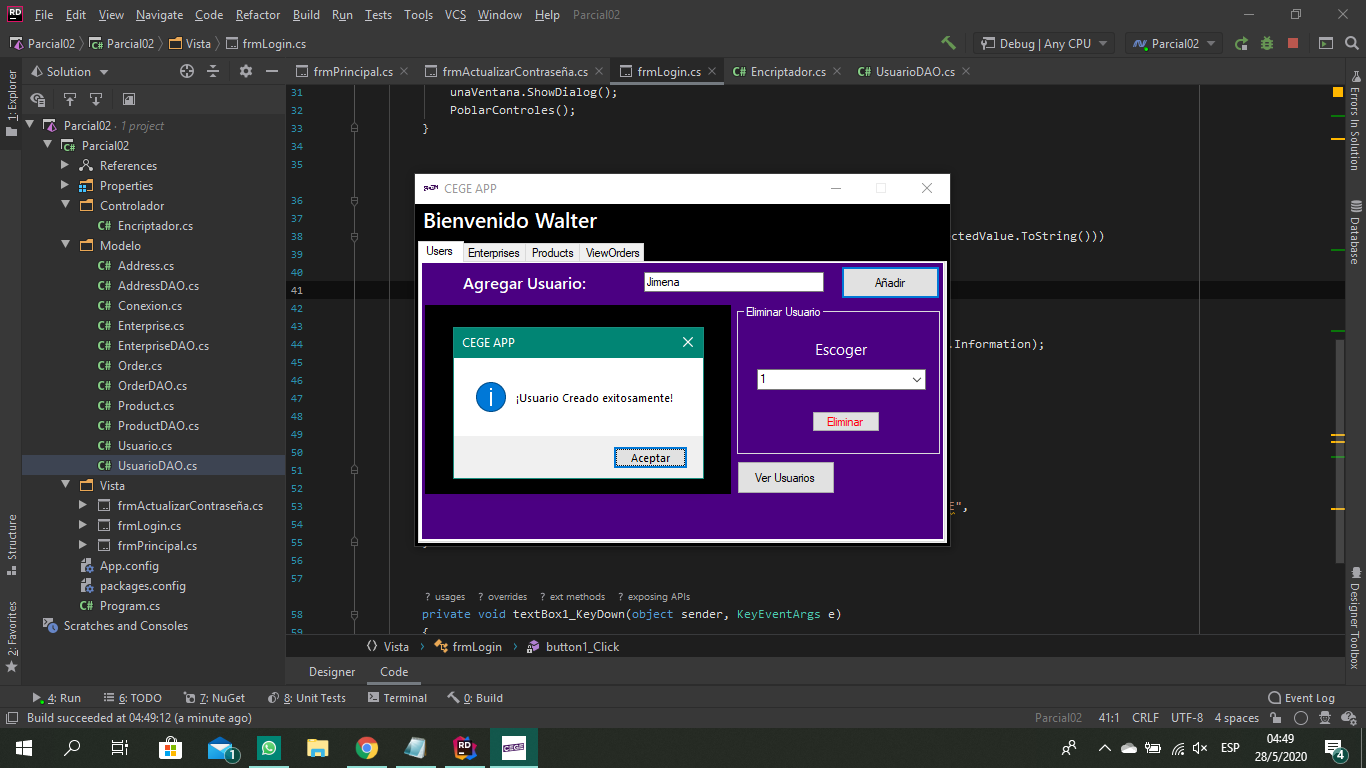 File Edit View Navigate Code Refactor Build Run Tests Tools VCS Window Help Parcial02
Parcial02 Parcial02 Vista frmLogin.cs
Debug | Any CPU Parcial02
Solution
frmPrincipal.cs frmActualizarContraseña.cs frmLogin.cs Encriptador.cs UsuarioDAO.cs
1: Explorer
Structure
2: Favorites
Parcial02 · 1 project
Parcial02
References
Properties
Controlador
Encriptador.cs
Modelo
Address.cs
AddressDAO.cs
Conexion.cs
Enterprise.cs
EnterpriseDAO.cs
Order.cs
OrderDAO.cs
Product.cs
ProductDAO.cs
Usuario.cs
UsuarioDAO.cs
Vista
frmActualizarContraseña.cs
frmLogin.cs
frmPrincipal.cs
App.config
packages.config
Program.cs
Scratches and Consoles
31 unaVentana.ShowDialog();
32 PoblarControles();
33 }
34
35
36
37
38 ctedValue.ToString()))
39
40
41
42
43
44 .Information);
45
46
47
48
49
50
51
52
53 E",
54
55
56
57
? usages ? overrides ? ext methods ? exposing APIs
58 private void textBox1_KeyDown(object sender, KeyEventArgs e)
59 {
CEGE APP
Bienvenido Walter
Users Enterprises Products ViewOrders
Agregar Usuario: Jimena Añadir
Eliminar Usuario
Escoger
1
Eliminar
Ver Usuarios
CEGE APP
¡Usuario Creado exitosamente!
Aceptar
Errors In Solution
Database
Designer Toolbox
Vista frmLogin button1_Click
Designer Code
4: Run 6: TODO 7: NuGet 8: Unit Tests Terminal 0: Build Event Log
Build succeeded at 04:49:12 (a minute ago) Parcial02 41:1 CRLF UTF-8 4 spaces
1 RD CEGE ESP 04:49
28/5/2020 4